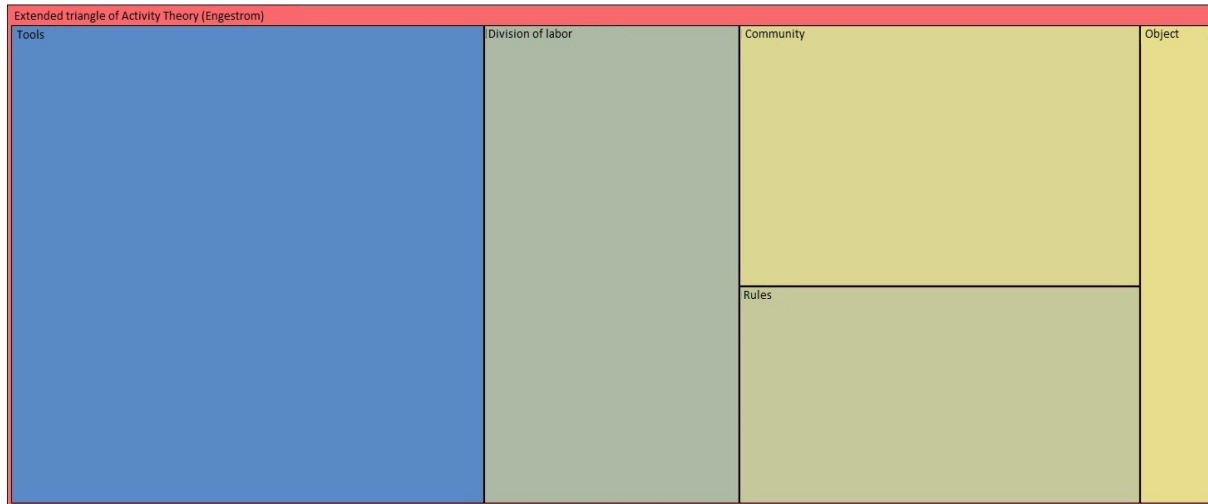 Extended triangle of Activity Theory (Engestrom)
Tools
Division of labor
Community
Object
Rules